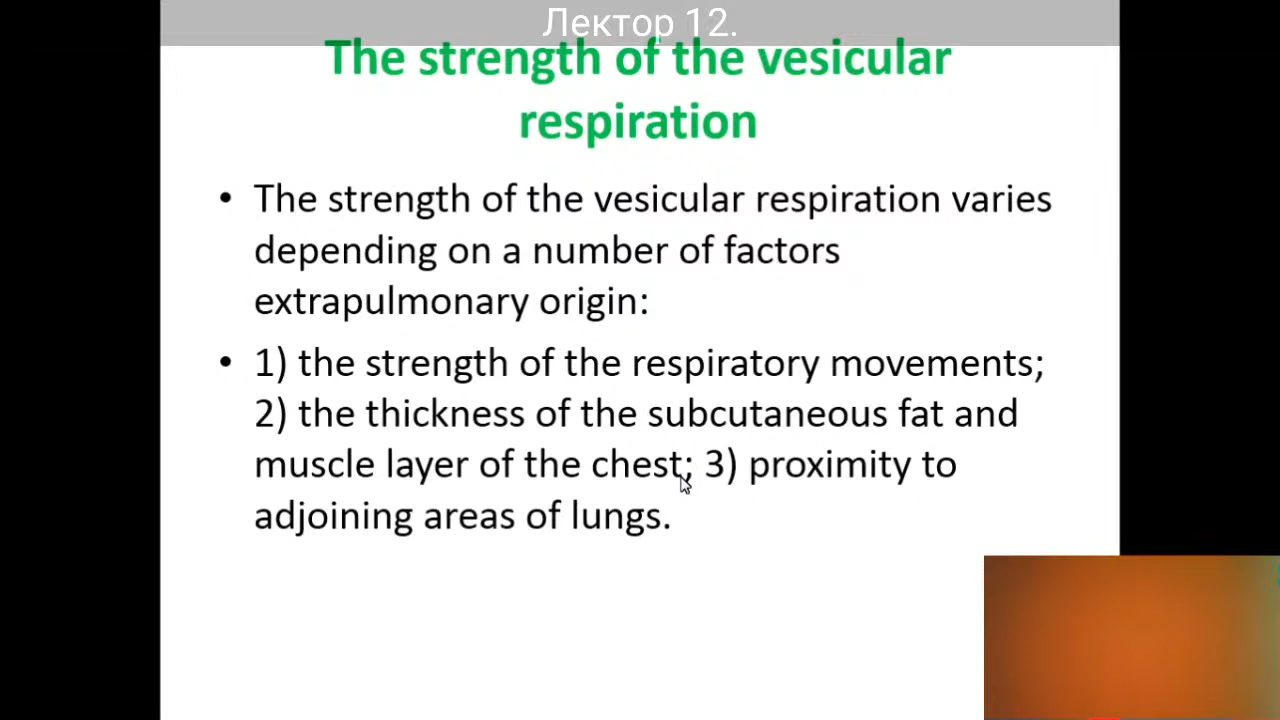 Лектор 12.
The strength of the vesicular
respiration
• The strength of the vesicular respiration varies
depending on a number of factors
extrapulmonary origin:
• 1) the strength of the respiratory movements;
2) the thickness of the subcutaneous fat and
muscle layer of the chest; 3) proximity to
adjoining areas of lungs.